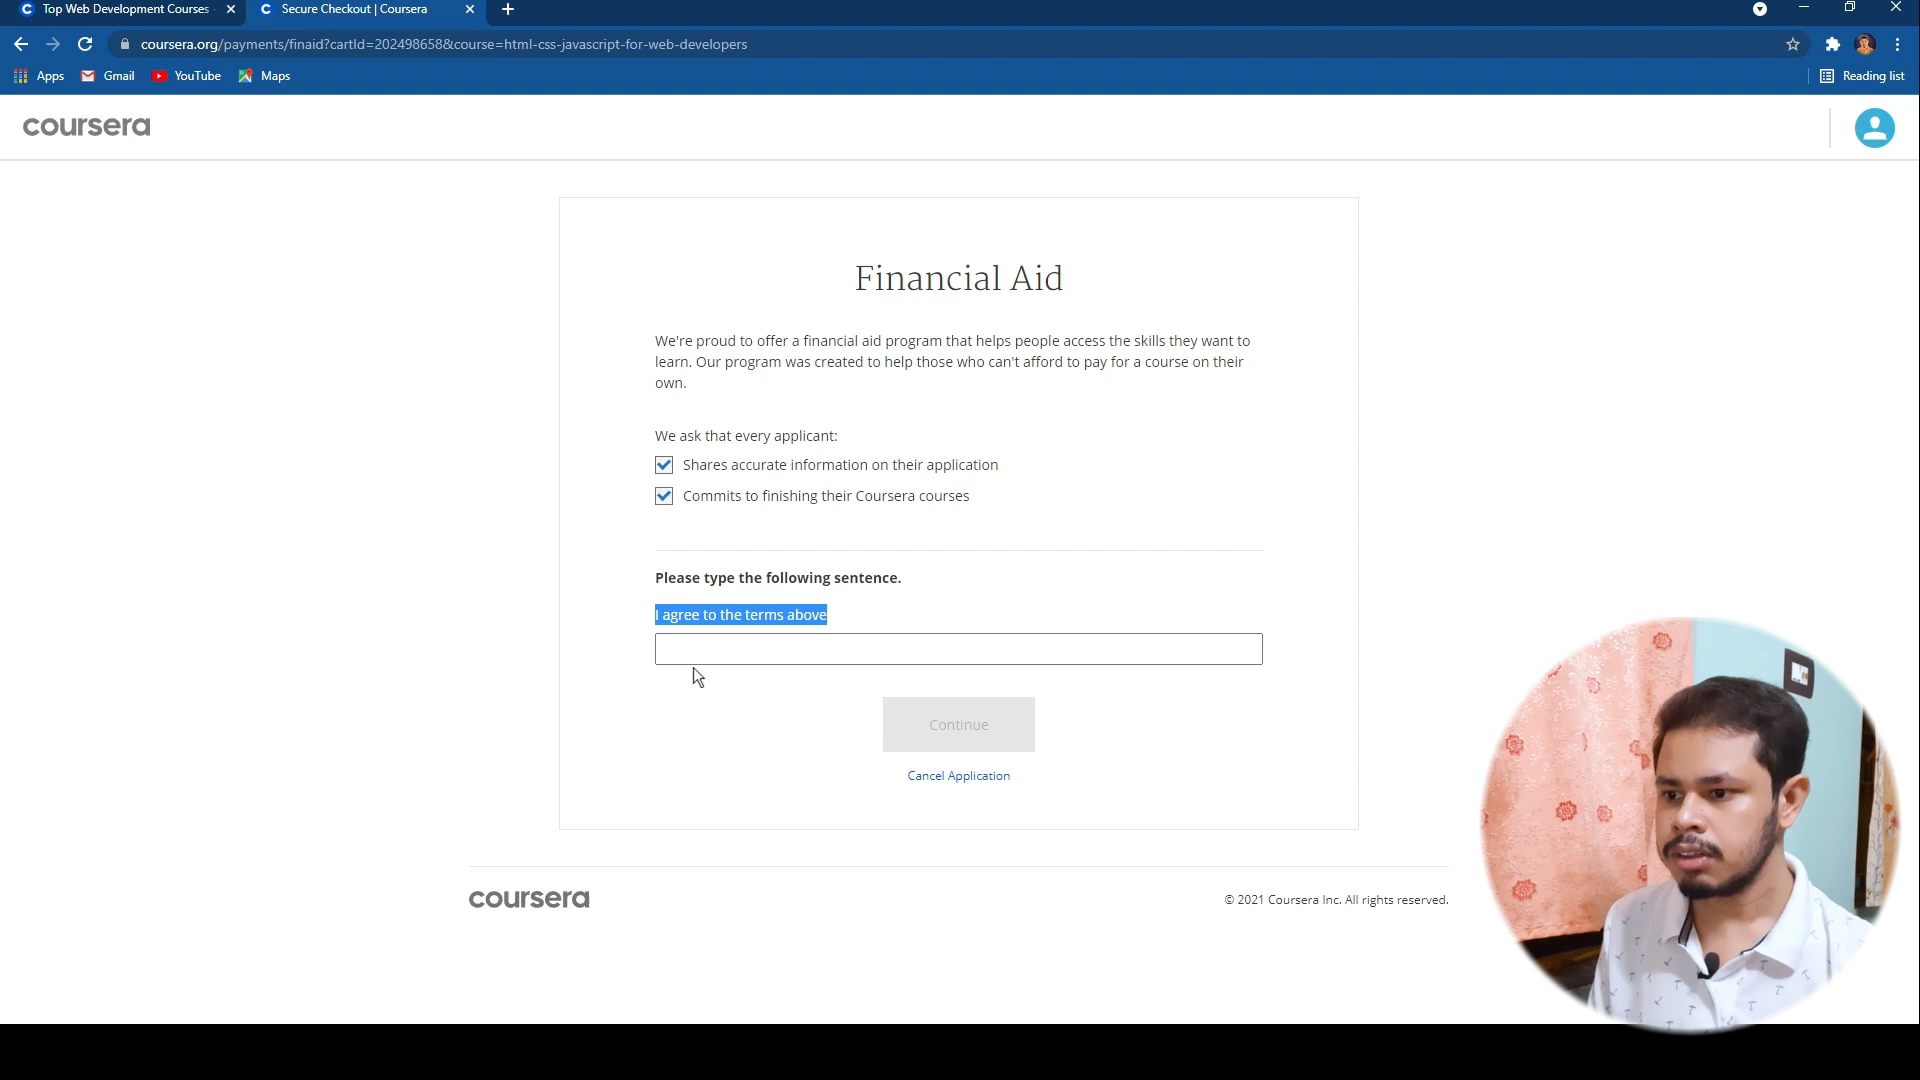 Top Web Development Courses
Secure Checkout | Coursera
coursera.org/payments/finaid?cartId=202498658&course=html-css-javascript-for-web-developers
Apps
Gmail
YouTube
Maps
Reading list
coursera
Financial Aid
We're proud to offer a financial aid program that helps people access the skills they want to
learn. Our program was created to help those who can't afford to pay for a course on their
own.
We ask that every applicant:
Shares accurate information on their application
Commits to finishing their Coursera courses
Please type the following sentence.
I agree to the terms above
Continue
Cancel Application
coursera
© 2021 Coursera Inc. All rights reserved.